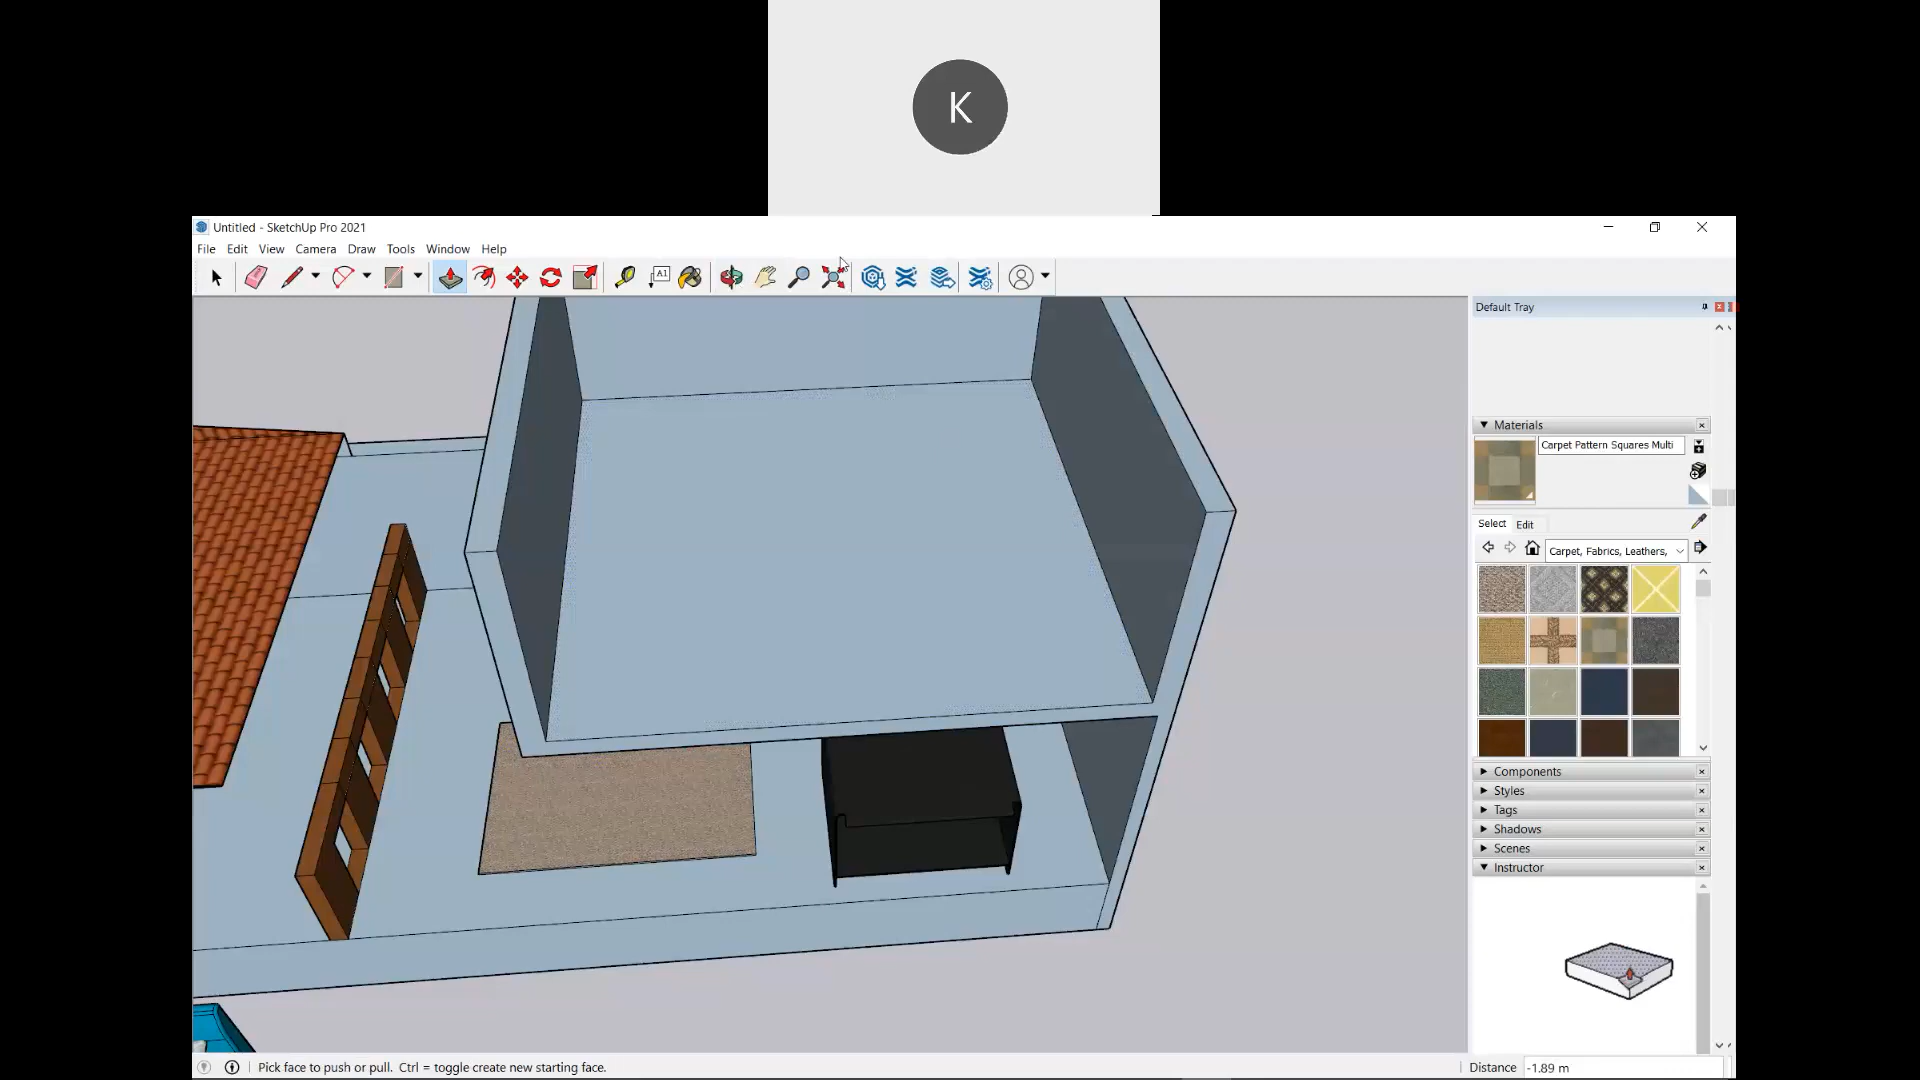 K
Untitled - SketchUp Pro 2021
File Edit View Camera Draw Tools Window Help
A1
Default Tray
Materials
Carpet Pattern Squares Multi
Select Edit
Carpet, Fabrics, Leathers,
Components
Styles
Tags
Shadows
Scenes
Instructor
Pick face to push or pull. Ctrl = toggle create new starting face.
Distance -1.89 m